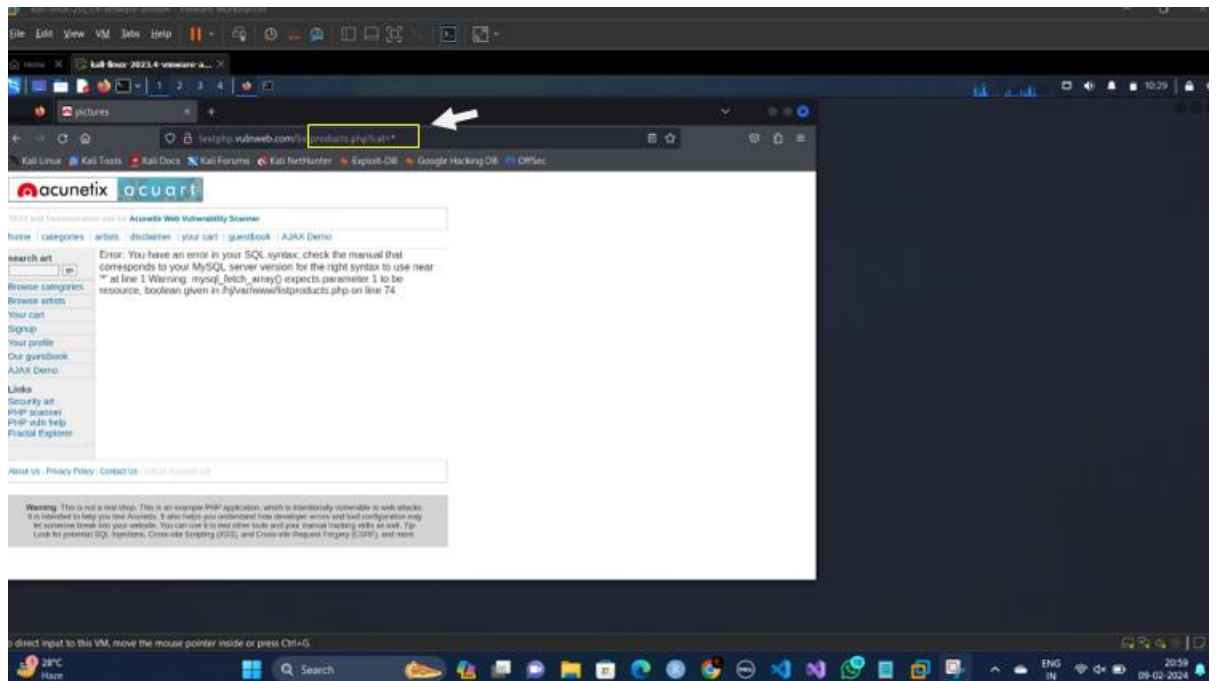 File Edit View VM Tabs Help
Home kali-linux-2023.4-vmware-a...
1 2 3 4 10:29
pictures
testphp.vulnweb.com/listproducts.php?cat=*
Kali Linux Kali Tools Kali Docs Kali Forums Kali NetHunter Exploit-DB Google Hacking DB OffSec
acunetix acuart
TEST and Demonstration site for Acunetix Web Vulnerability Scanner
home categories artists disclaimer your cart guestbook AJAX Demo
search art
go
Browse categories
Browse artists
Your cart
Signup
Your profile
Our guestbook
AJAX Demo
Links
Security art
PHP scanner
PHP vuln help
Fractal Explorer
Error: You have an error in your SQL syntax; check the manual that
corresponds to your MySQL server version for the right syntax to use near
'*' at line 1 Warning: mysql_fetch_array() expects parameter 1 to be
resource, boolean given in /hj/var/www/listproducts.php on line 74
About Us Privacy Policy Contact Us
Warning: This is not a real shop. This is an example PHP application, which is intentionally vulnerable to web attacks.
It is intended to help you test Acunetix. It also helps you understand how developer errors and bad configuration may
let someone break into your website. You can use it to test other tools and your manual hacking skills as well. Tip:
Look for potential SQL Injections, Cross-site Scripting (XSS), and Cross-site Request Forgery (CSRF), and more.
direct input to this VM, move the mouse pointer inside or press Ctrl+G.
28°C
Haze
Search
ENG
IN
20:59
09-02-2024